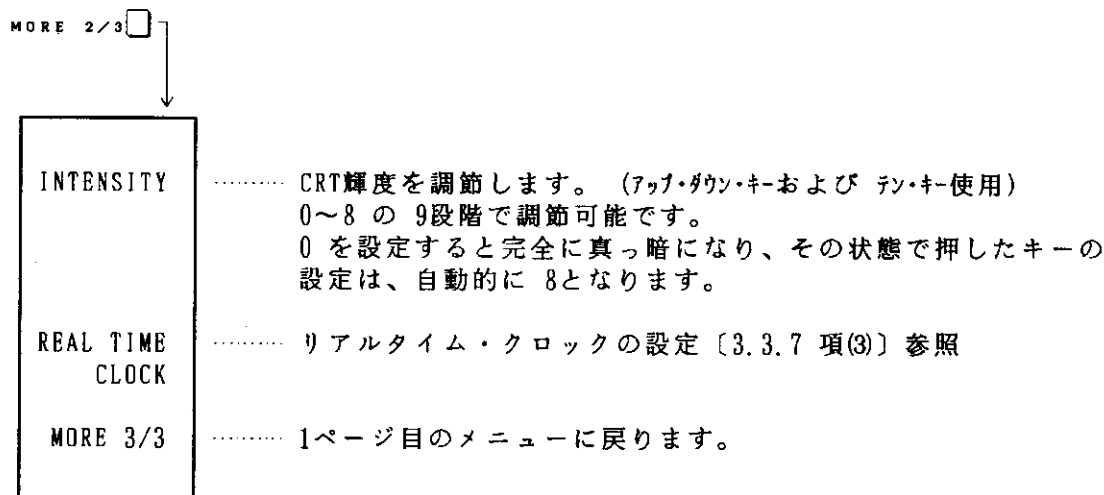 MORE 2/3
INTENSITY ……… CRT輝度を調節します。 (ｱｯﾌﾟ・ﾀﾞｳﾝ・ｷｰおよび ﾃﾝ・ｷｰ使用)
0～8 の 9段階で調節可能です。
0 を設定すると完全に真っ暗になり、その状態で押したキーの
設定は、自動的に 8となります。
REAL TIME ……… リアルタイム・クロックの設定〔3.3.7 項(3)〕参照
CLOCK
MORE 3/3 ……… 1ページ目のメニューに戻ります。